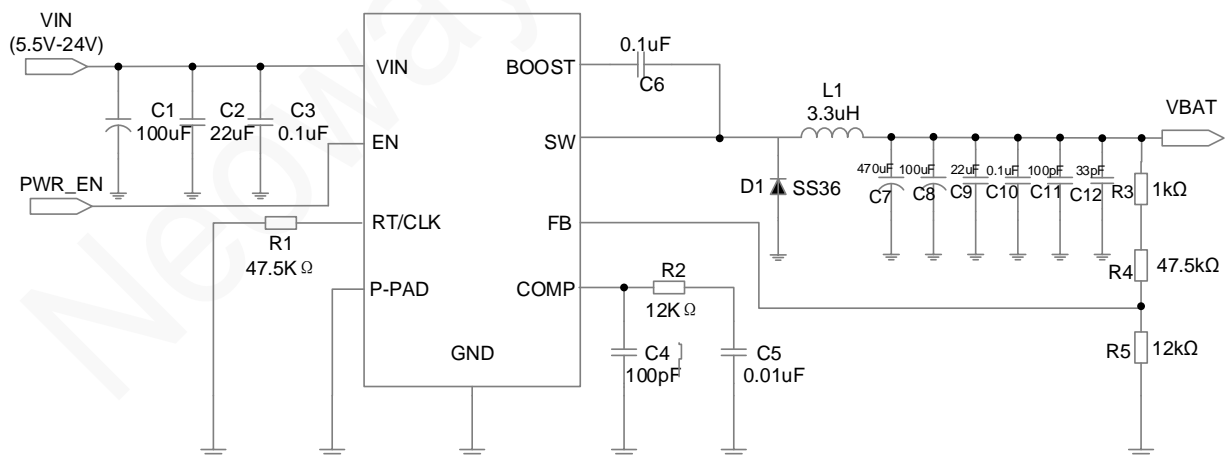 VIN
(5.5V-24V)
C1
100uF
C2
22uF
C3
0.1uF
PWR_EN
R1
47.5K Ω
VIN
EN
RT/CLK
P-PAD
GND
BOOST
SW
FB
COMP
0.1uF
C6
L1
3.3uH
D1
SS36
R2
12K Ω
C4
100pF
C5
0.01uF
470uF
C7
100uF
C8
22uF
C9
0.1uF
C10
100pF
C11
33pF
C12
VBAT
R3
1kΩ
R4
47.5kΩ
R5
12kΩ
Neoway